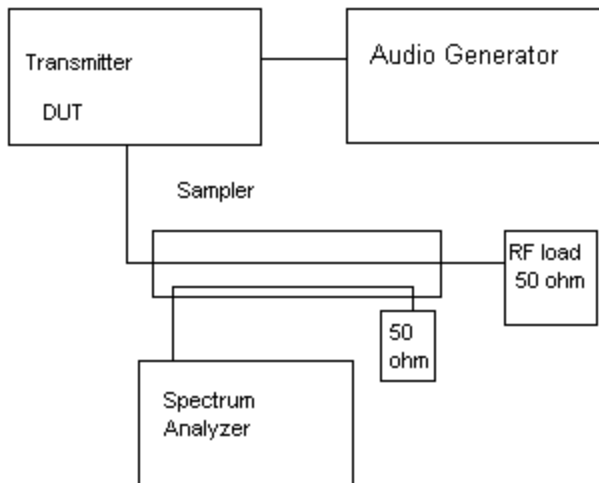 Transmitter
DUT
Audio Generator
Sampler
RF load
50 ohm
50
ohm
Spectrum
Analyzer